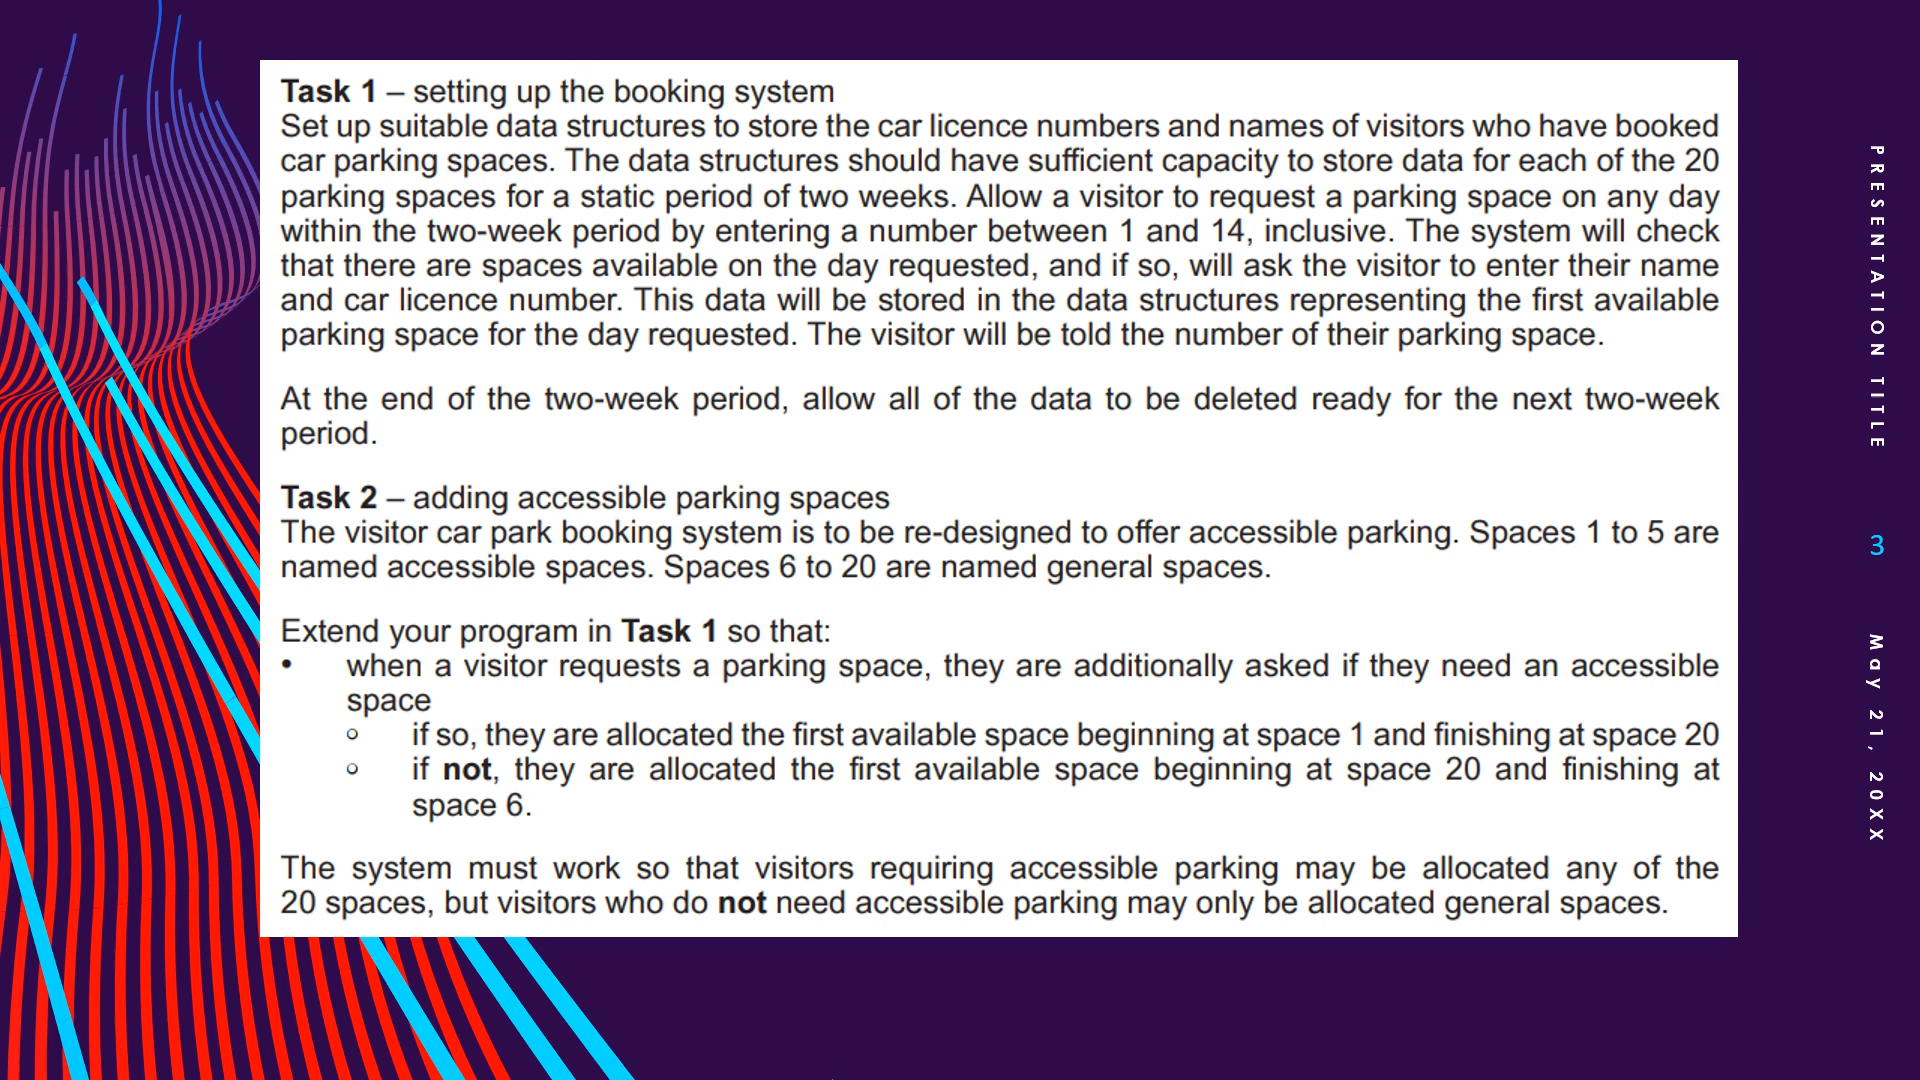 Task 1 – setting up the booking system
Set up suitable data structures to store the car licence numbers and names of visitors who have booked
car parking spaces. The data structures should have sufficient capacity to store data for each of the 20
parking spaces for a static period of two weeks. Allow a visitor to request a parking space on any day
within the two-week period by entering a number between 1 and 14, inclusive. The system will check
that there are spaces available on the day requested, and if so, will ask the visitor to enter their name
and car licence number. This data will be stored in the data structures representing the first available
parking space for the day requested. The visitor will be told the number of their parking space.
At the end of the two-week period, allow all of the data to be deleted ready for the next two-week
period.
Task 2 – adding accessible parking spaces
The visitor car park booking system is to be re-designed to offer accessible parking. Spaces 1 to 5 are
named accessible spaces. Spaces 6 to 20 are named general spaces.
Extend your program in Task 1 so that:
• when a visitor requests a parking space, they are additionally asked if they need an accessible
space
○ if so, they are allocated the first available space beginning at space 1 and finishing at space 20
○ if not, they are allocated the first available space beginning at space 20 and finishing at
space 6.
The system must work so that visitors requiring accessible parking may be allocated any of the
20 spaces, but visitors who do not need accessible parking may only be allocated general spaces.
PRESENTATION TITLE
3
May 21, 20XX